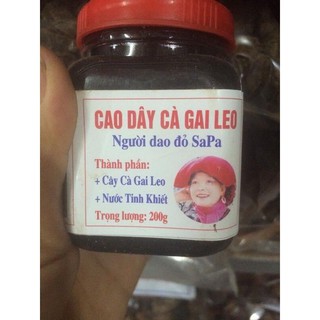 CAO DÂY CÀ GAI LEO
Người dao đỏ SaPa
Thành phần:
+ Cây Cà Gai Leo
+ Nước Tinh Khiết
Trọng lượng: 200g